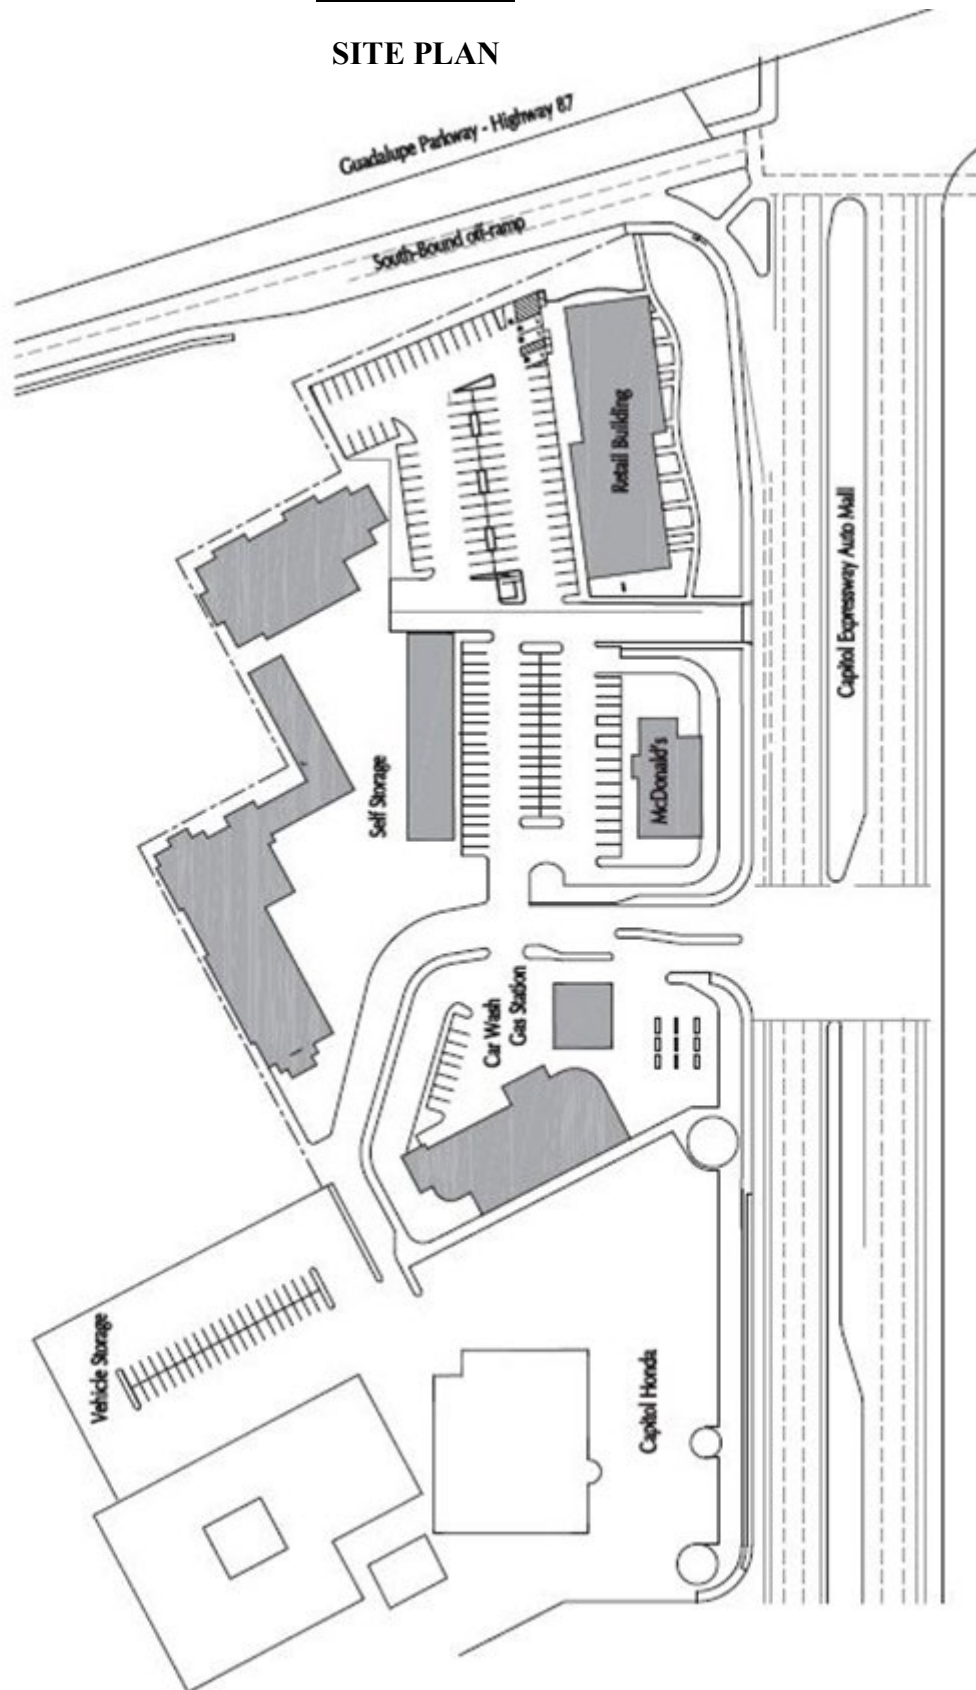 SITE PLAN
Guadalupe Parkway - Highway 87
South-Bound off-ramp
Retail Building
Capitol Expressway Auto Mall
Self Storage
McDonald's
Car Wash
Gas Station
Vehicle Storage
Capitol Honda